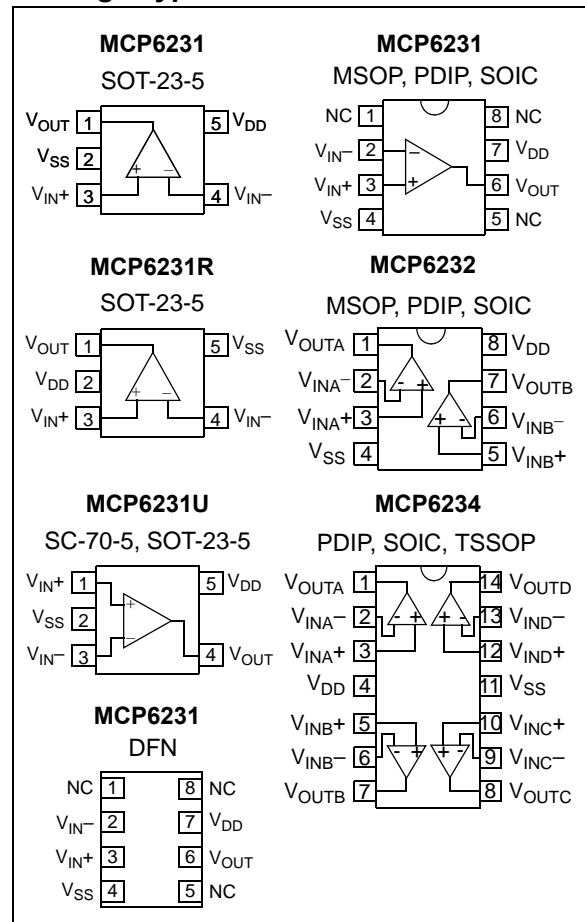 MCP6231
SOT-23-5
VOUT 1 5 VDD
VSS 2
VIN+ 3 + – 4 VIN–
MCP6231
MSOP, PDIP, SOIC
NC 1 8 NC
VIN– 2 – 7 VDD
VIN+ 3 + 6 VOUT
VSS 4 5 NC
MCP6231R
SOT-23-5
VOUT 1 5 VSS
VDD 2
VIN+ 3 + – 4 VIN–
MCP6232
MSOP, PDIP, SOIC
VOUTA 1 8 VDD
VINA– 2 - + 7 VOUTB
VINA+ 3 + - 6 VINB–
VSS 4 5 VINB+
MCP6231U
SC-70-5, SOT-23-5
VIN+ 1 + 5 VDD
VSS 2
VIN– 3 – 4 VOUT
MCP6234
PDIP, SOIC, TSSOP
VOUTA 1 14 VOUTD
VINA– 2 - + + - 13 VIND–
VINA+ 3 12 VIND+
VDD 4 11 VSS
VINB+ 5 10 VINC+
VINB– 6 - + + - 9 VINC–
VOUTB 7 8 VOUTC
MCP6231
DFN
NC 1 8 NC
VIN– 2 7 VDD
VIN+ 3 6 VOUT
VSS 4 5 NC